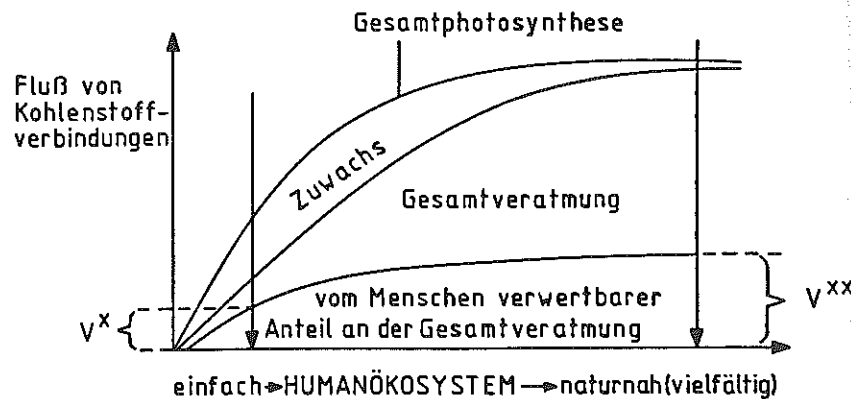 Gesamtphotosynthese
Fluß von
Kohlenstoff-
verbindungen
Zuwachs
Gesamtveratmung
vom Menschen verwertbarer
Anteil an der Gesamtveratmung
V^x
V^xx
einfach→HUMANÖKOSYSTEM→naturnah(vielfältig)